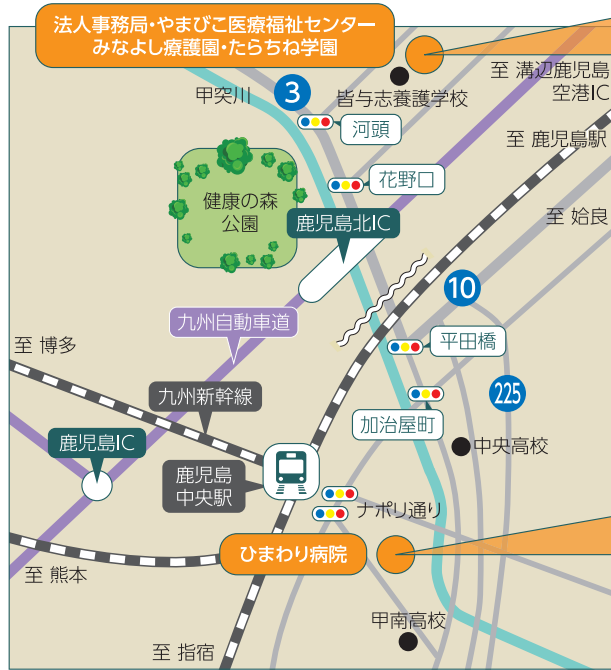 法人事務局・やまびこ医療福祉センター
みなよし療護園・たらちね学園
甲突川
3
皆与志養護学校
至 溝辺鹿児島
空港IC
河頭
至 鹿児島駅
花野口
健康の森
公園
鹿児島北IC
至 姶良
10
九州自動車道
平田橋
至 博多
九州新幹線
225
加治屋町
中央高校
鹿児島IC
鹿児島
中央駅
ナポリ通り
ひまわり病院
至 熊本
甲南高校
至 指宿